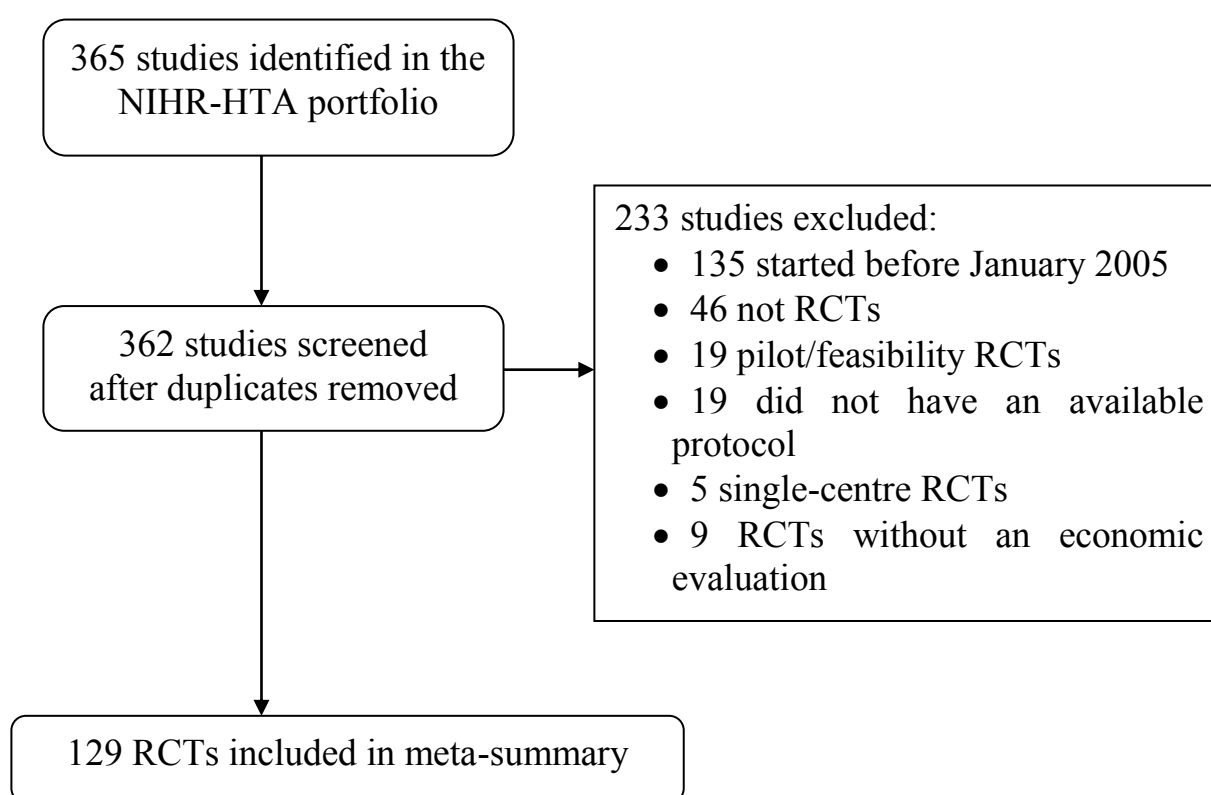 365 studies identified in the
NIHR-HTA portfolio
233 studies excluded:
• 135 started before January 2005
• 46 not RCTs
• 19 pilot/feasibility RCTs
• 19 did not have an available
protocol
• 5 single-centre RCTs
• 9 RCTs without an economic
evaluation
362 studies screened
after duplicates removed
129 RCTs included in meta-summary